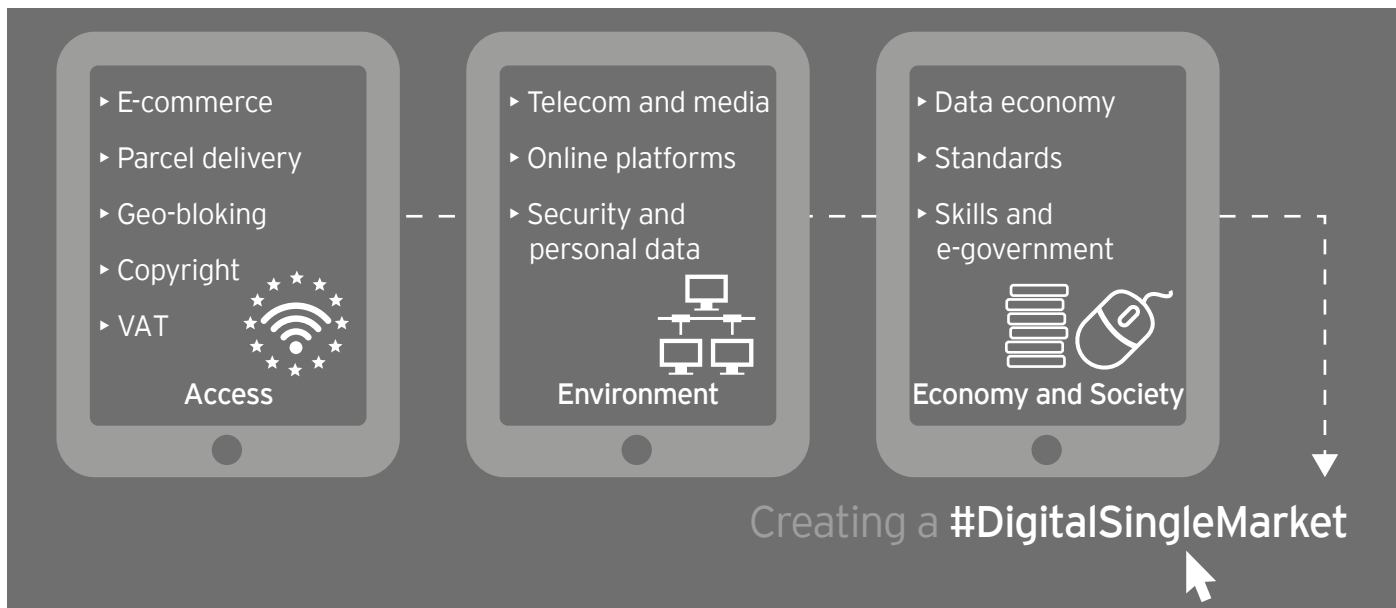 ▸ E-commerce
▸ Parcel delivery
▸ Geo-bloking
▸ Copyright
▸ VAT
Access
▸ Telecom and media
▸ Online platforms
▸ Security and
personal data
Environment
▸ Data economy
▸ Standards
▸ Skills and
e-government
Economy and Society
Creating a #DigitalSingleMarket